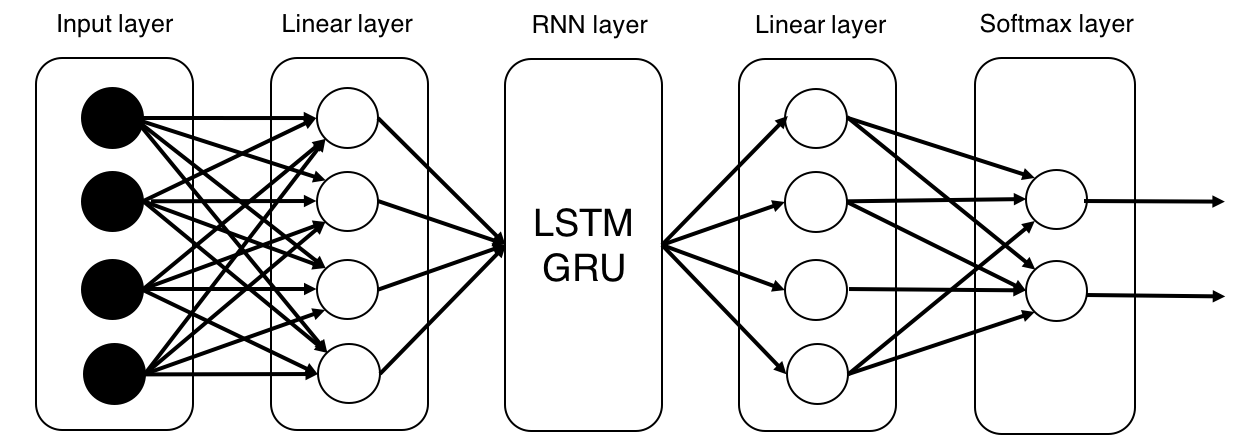 Input layer
Linear layer
RNN layer
Linear layer
Softmax layer
LSTM
GRU